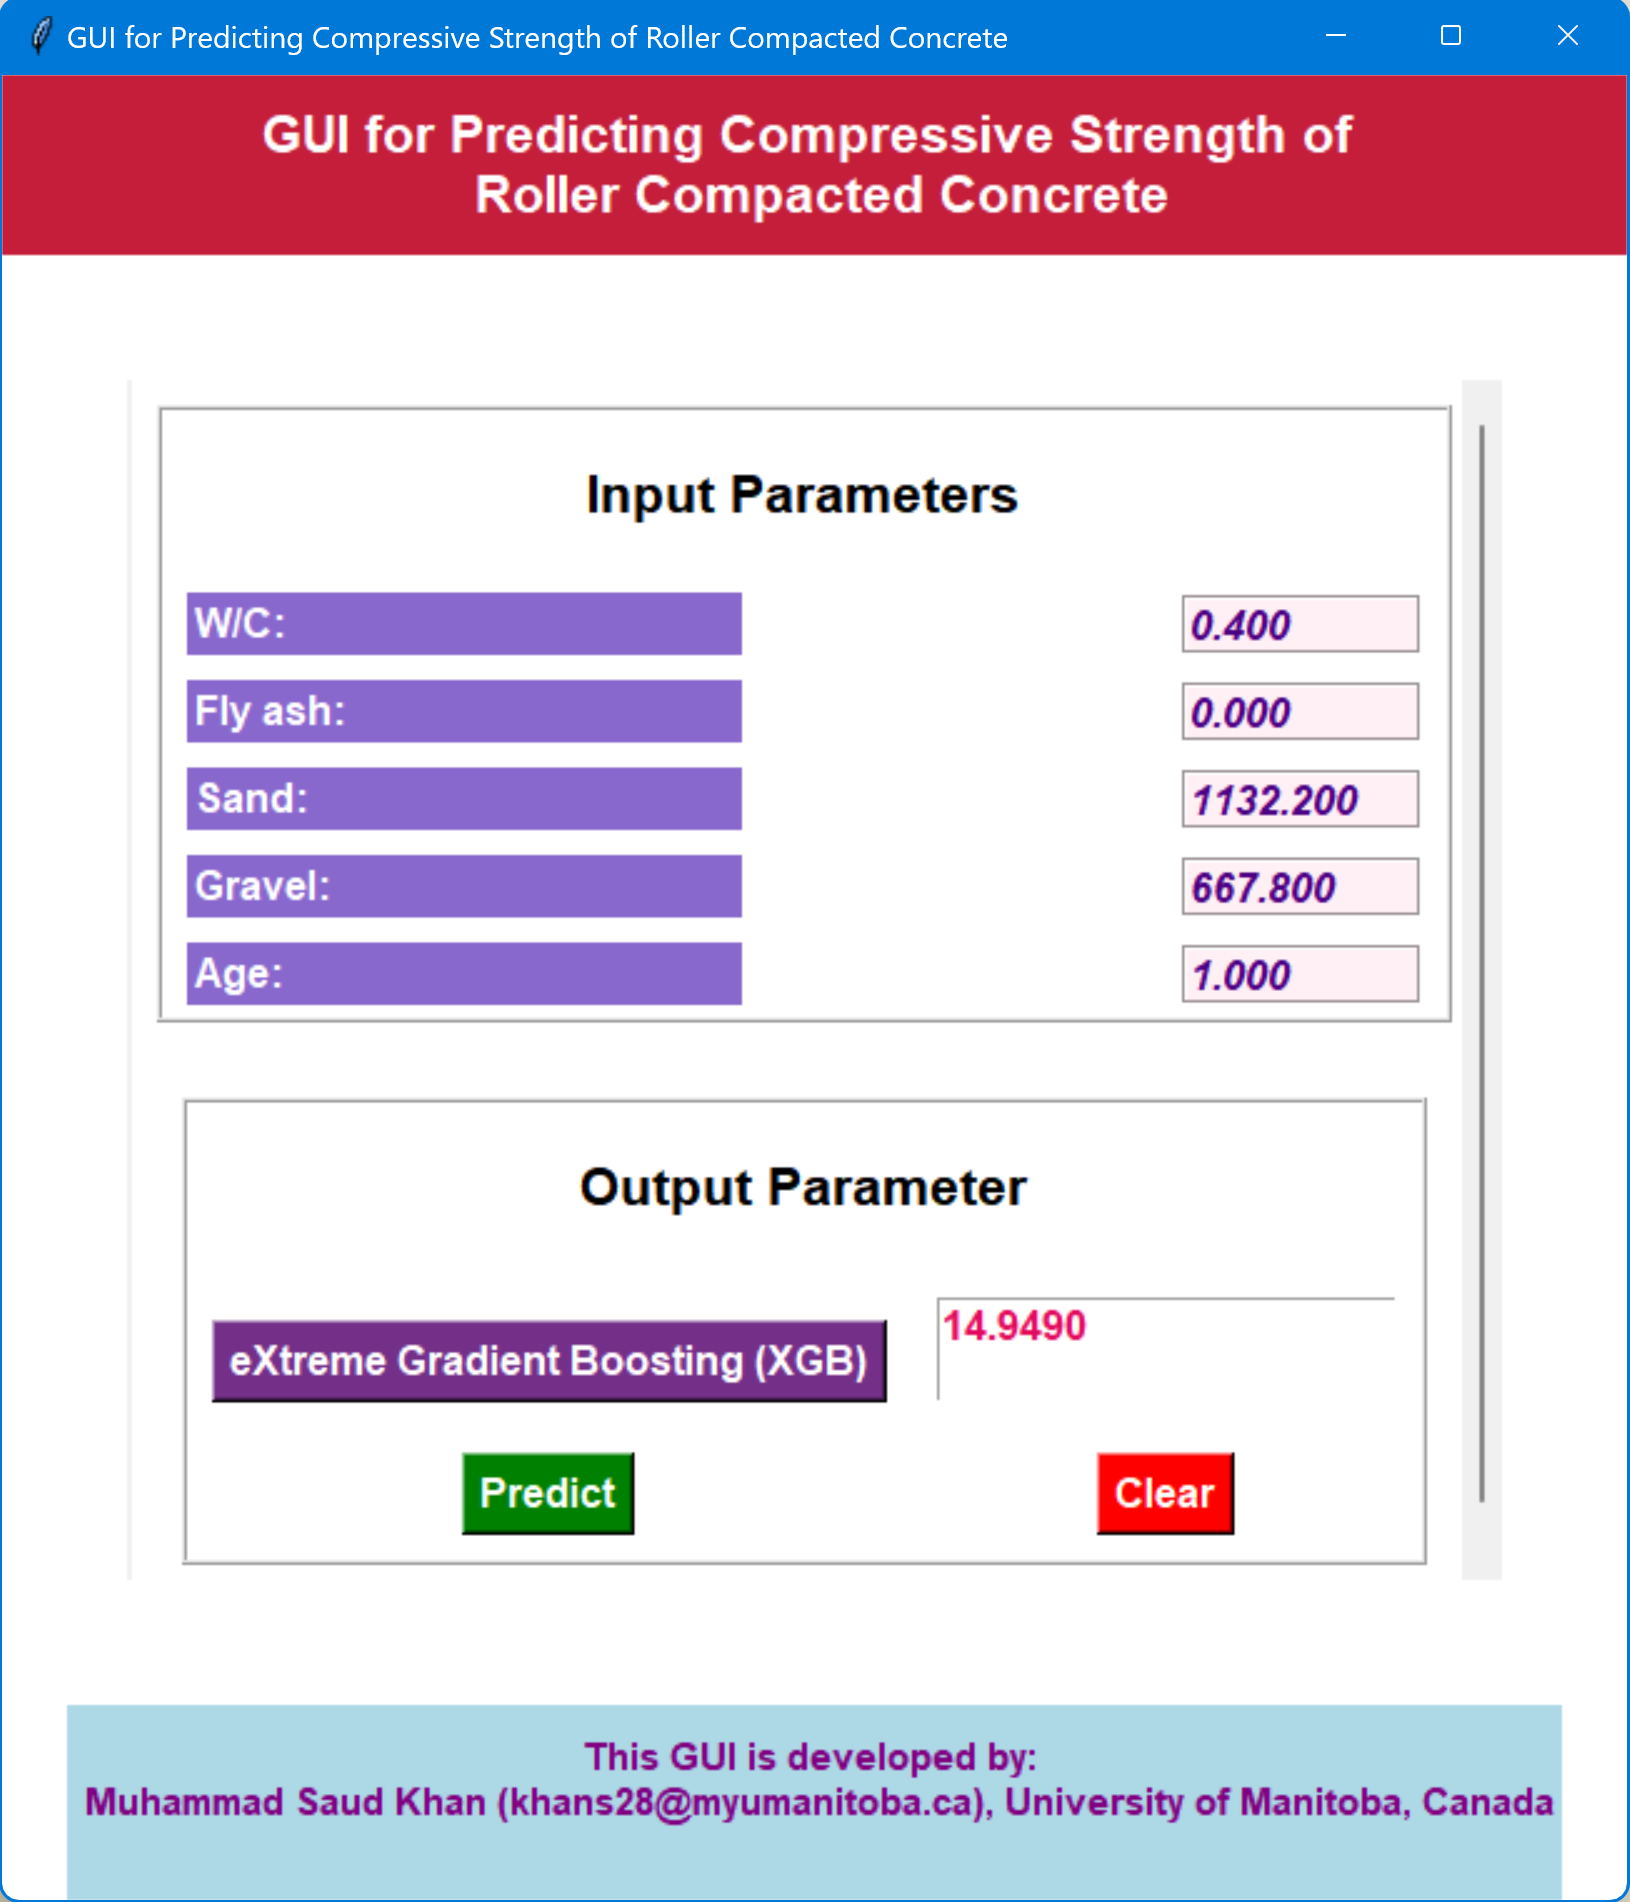 GUI for Predicting Compressive Strength of Roller Compacted Concrete
GUI for Predicting Compressive Strength of
Roller Compacted Concrete
Input Parameters
W/C: 0.400
Fly ash: 0.000
Sand: 1132.200
Gravel: 667.800
Age: 1.000
Output Parameter
eXtreme Gradient Boosting (XGB) 14.9490
Predict Clear
This GUI is developed by:
Muhammad Saud Khan (khans28@myumanitoba.ca), University of Manitoba, Canada